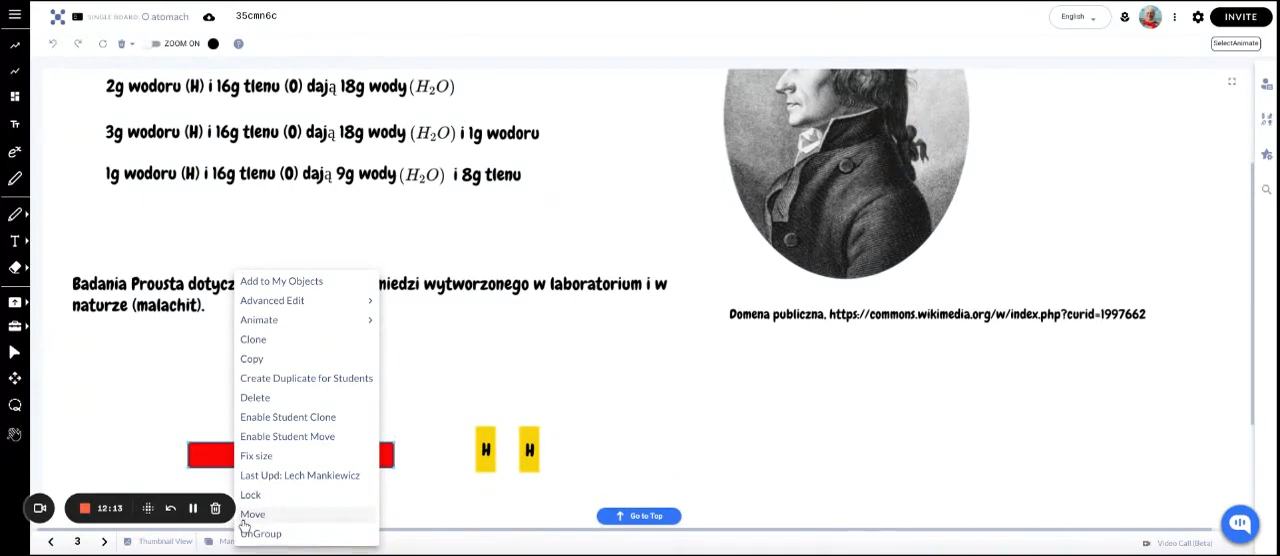 SINGLE BOARD: O atomach
35cmn6c
English
INVITE
ZOOM ON
SelectAnimate
2g wodoru (H) i 16g tlenu (O) dają 18g wody (H₂O)
3g wodoru (H) i 16g tlenu (O) dają 18g wody (H₂O) i 1g wodoru
1g wodoru (H) i 16g tlenu (O) dają 9g wody (H₂O) i 8g tlenu
Badania Prousta dotycz miedzi wytworzonego w laboratorium i w
naturze (malachit).
Domena publiczna, https://commons.wikimedia.org/w/index.php?curid=1997662
Add to My Objects
Advanced Edit
Animate
Clone
Copy
Create Duplicate for Students
Delete
Enable Student Clone
Enable Student Move
Fix size
Last Upd: Lech Mankiewicz
Lock
Move
UnGroup
H H
12:13
Go to Top
3
Thumbnail View
Man
Video Call(Beta)